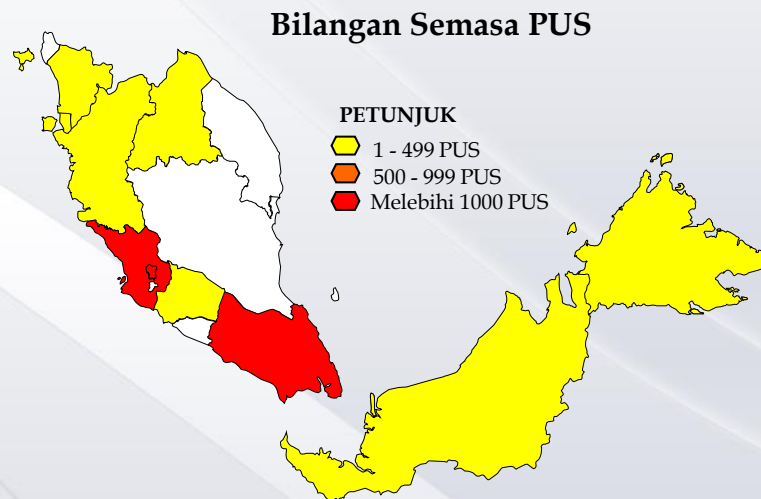 Bilangan Semasa PUS
PETUNJUK
1 - 499 PUS
500 - 999 PUS
Melebihi 1000 PUS